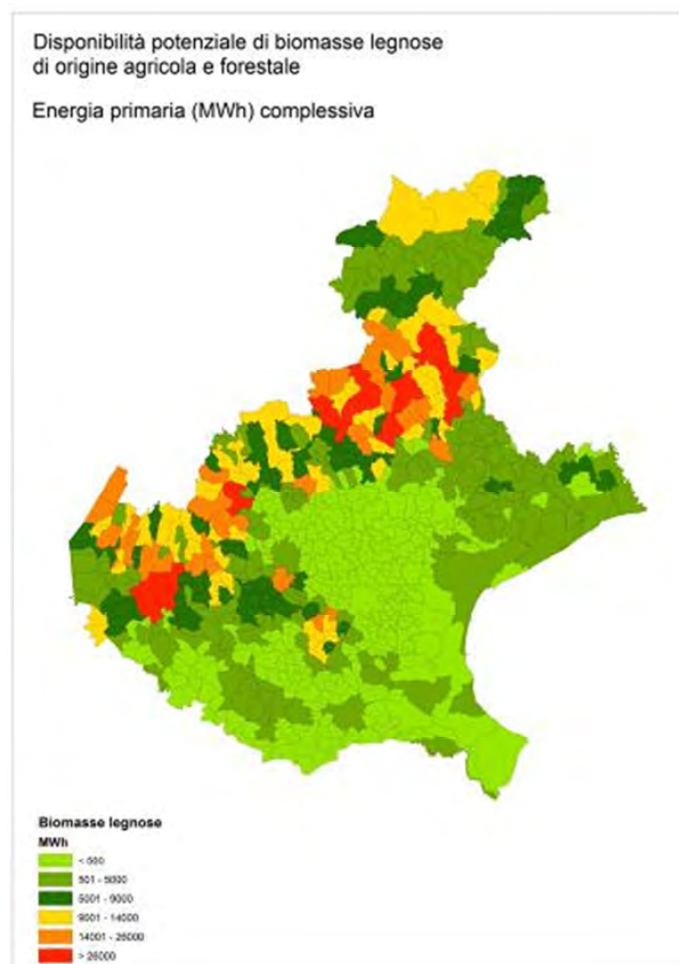 Disponibilità potenziale di biomasse legnose
di origine agricola e forestale
Energia primaria (MWh) complessiva
Biomasse legnose
MWh
< 500
501 - 5000
5001 - 9000
9001 - 14000
14001 - 26000
> 26000